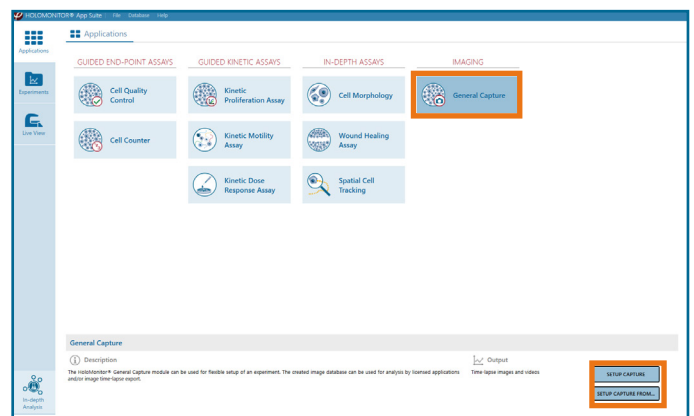 HOLOMONITOR® App Suite File Database Help
Applications
Applications
GUIDED END-POINT ASSAYS GUIDED KINETIC ASSAYS IN-DEPTH ASSAYS IMAGING
Cell Quality
Control
Kinetic
Proliferation Assay
Cell Morphology
General Capture
Experiments
Cell Counter
Kinetic Motility
Assay
Wound Healing
Assay
Live View
Kinetic Dose
Response Assay
Spatial Cell
Tracking
General Capture
Description
Output
The HoloMonitor® General Capture module can be used for flexible setup of an experiment. The created image database can be used for analysis by licensed applications
and/or image time-lapse export.
Time-lapse images and videos
SETUP CAPTURE
SETUP CAPTURE FROM...
In-depth
Analysis